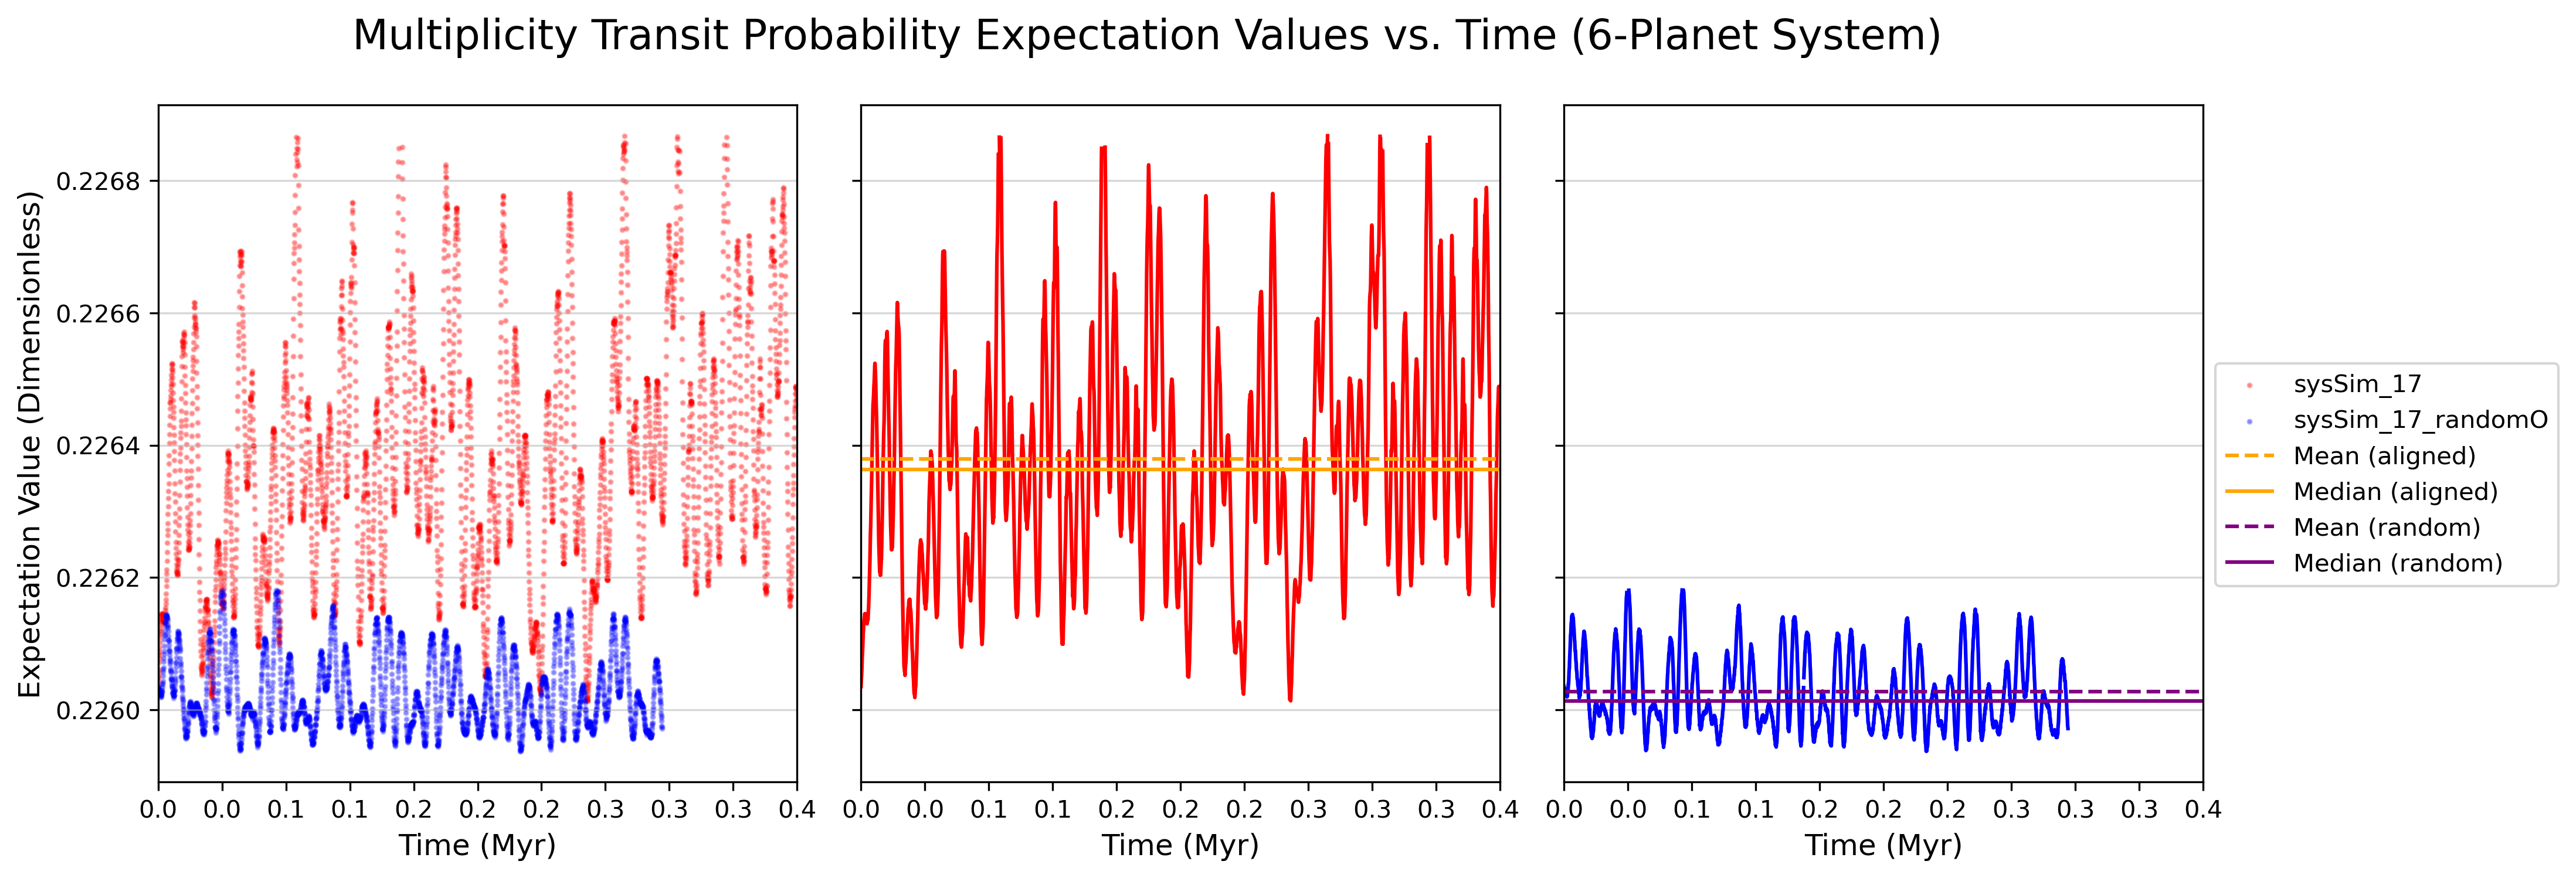 Multiplicity Transit Probability Expectation Values vs. Time (6-Planet System)
Expectation Value (Dimensionless)
0.2268
0.2266
0.2264
0.2262
0.2260
0.0 0.0 0.1 0.1 0.2 0.2 0.2 0.3 0.3 0.3 0.4
Time (Myr)
0.0 0.0 0.1 0.1 0.2 0.2 0.2 0.3 0.3 0.3 0.4
Time (Myr)
0.0 0.0 0.1 0.1 0.2 0.2 0.2 0.3 0.3 0.3 0.4
Time (Myr)
sysSim_17
sysSim_17_randomO
Mean (aligned)
Median (aligned)
Mean (random)
Median (random)